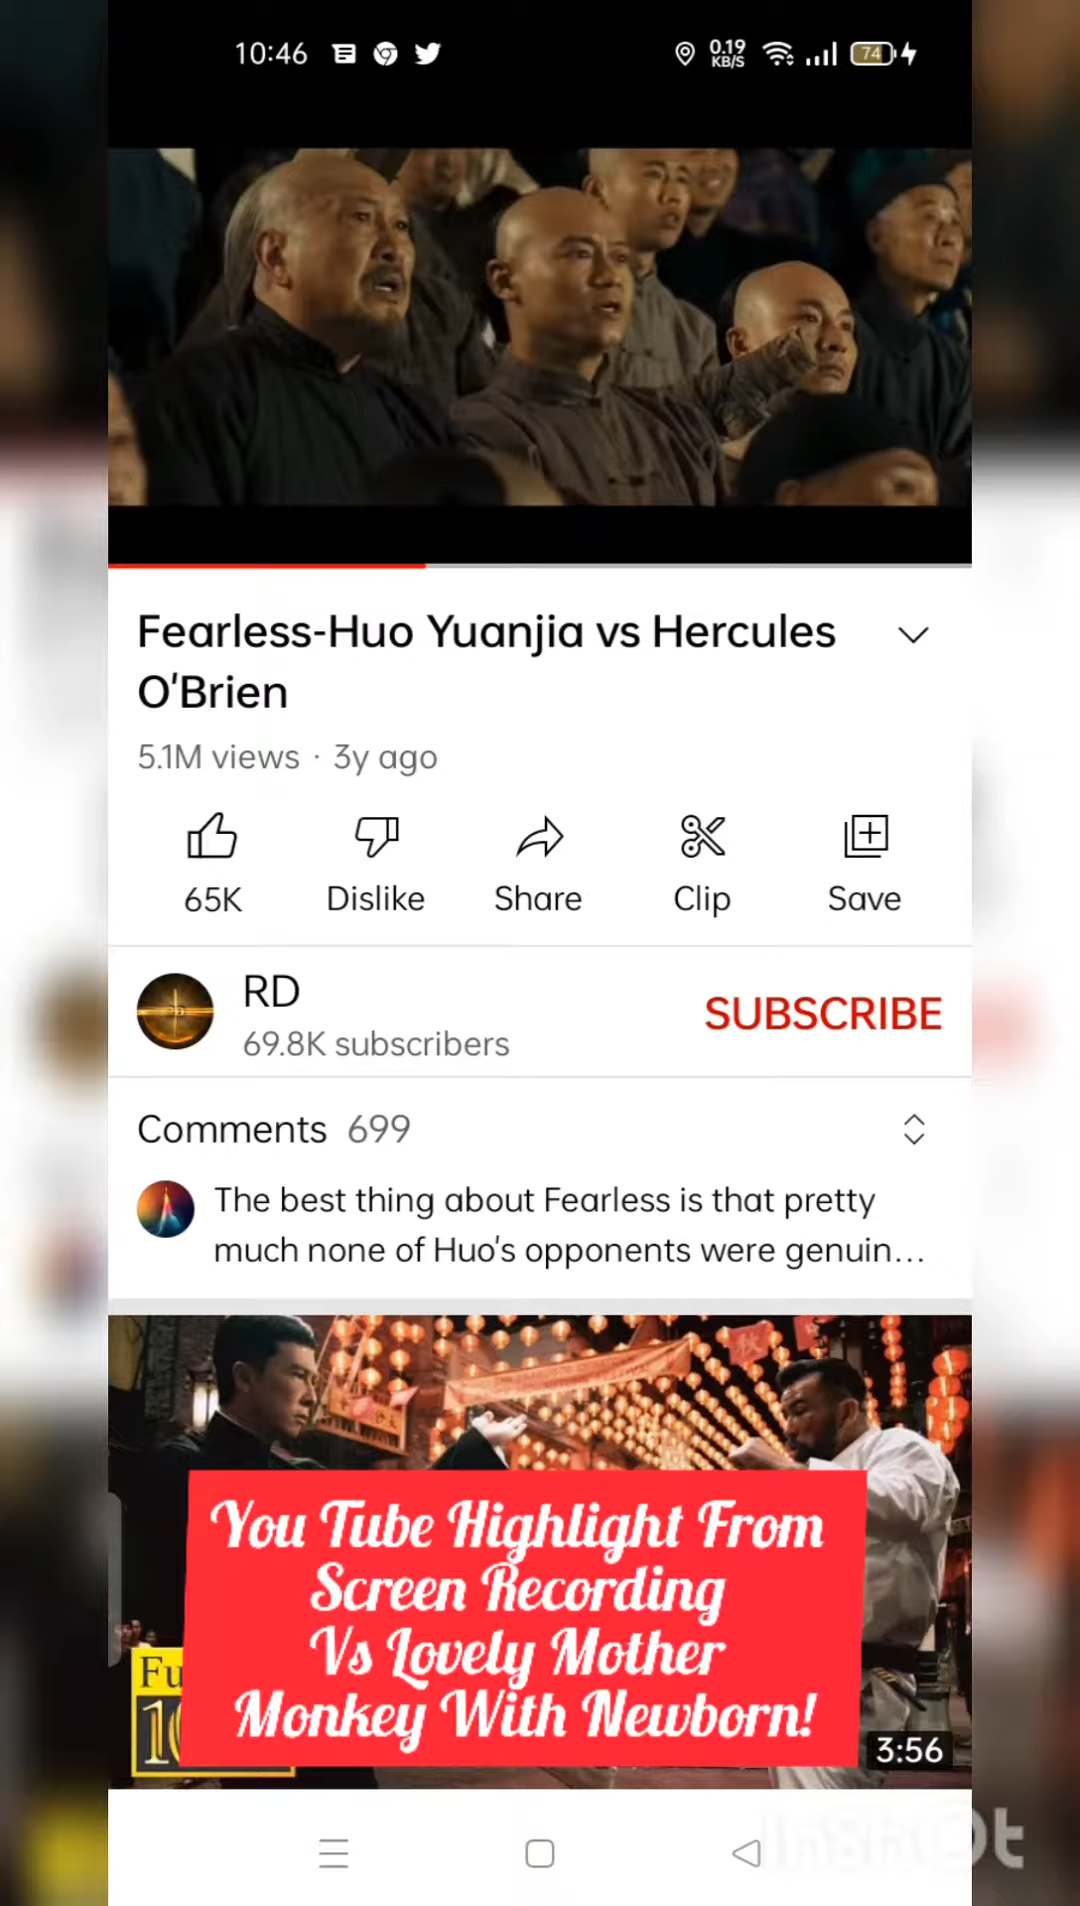 10:46
0.19
KB/S
74
Fearless-Huo Yuanjia vs Hercules
O'Brien
5.1M views · 3y ago
65K
Dislike
Share
Clip
Save
RD
69.8K subscribers
SUBSCRIBE
Comments 699
The best thing about Fearless is that pretty
much none of Huo's opponents were genuin...
You Tube Highlight From
Screen Recording
Vs Lovely Mother
Monkey With Newborn!
Fu
10
3:56
InShOt